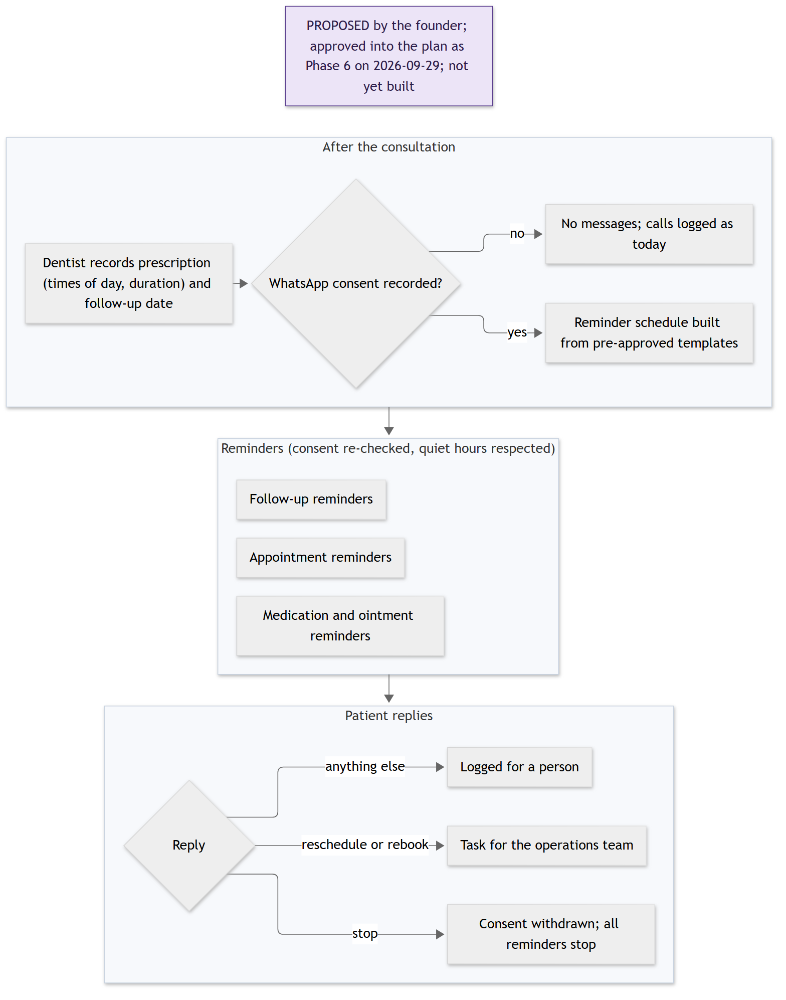 PROPOSED by the founder;
approved into the plan as
Phase 6 on 2026-09-29; not
yet built
After the consultation
Dentist records prescription
(times of day, duration) and
follow-up date
WhatsApp consent recorded?
no
No messages; calls logged as
today
yes
Reminder schedule built
from pre-approved templates
Reminders (consent re-checked, quiet hours respected)
Follow-up reminders
Appointment reminders
Medication and ointment
reminders
Patient replies
Reply
anything else
Logged for a person
reschedule or rebook
Task for the operations team
stop
Consent withdrawn; all
reminders stop